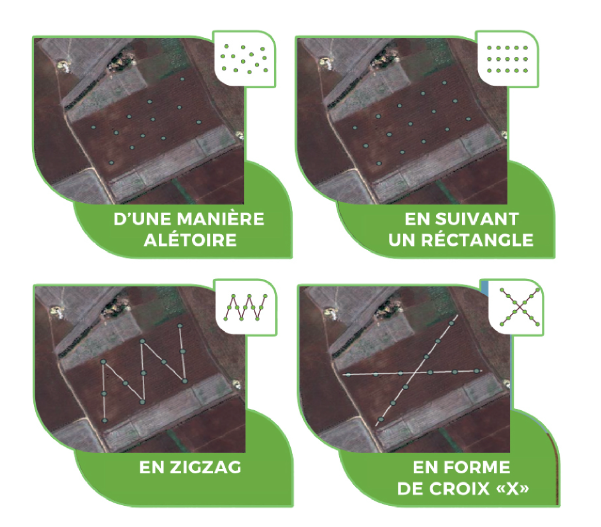 D'UNE MANIÈRE
ALÉTOIRE
EN SUIVANT
UN RÉCTANGLE
EN ZIGZAG
EN FORME
DE CROIX «X»